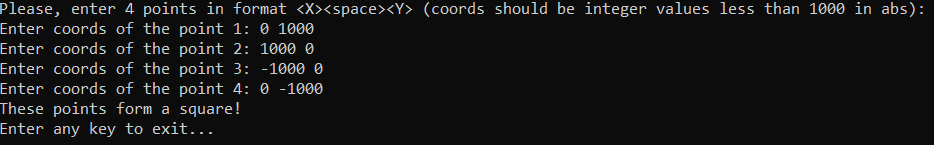 Please, enter 4 points in format <X><space><Y> (coords should be integer values less than 1000 in abs):
Enter coords of the point 1: 0 1000
Enter coords of the point 2: 1000 0
Enter coords of the point 3: -1000 0
Enter coords of the point 4: 0 -1000
These points form a square!
Enter any key to exit...